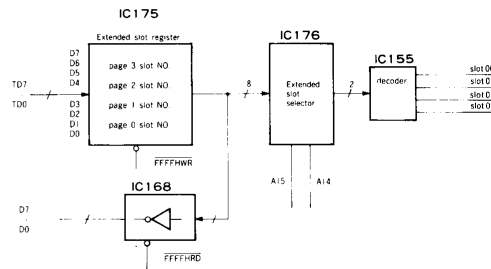 IC175
Extended slot register
D7
D6
D5
D4
D3
D2
D1
D0
TD7
TD0
page 3 slot NO.
page 2 slot NO.
page 1 slot NO
page 0 slot NO
FFFFHWR
8
IC176
Extended
slot
selector
A15
A14
2
IC155
decoder
slot 00
slot 0
slot 0
slot 0
IC168
D7
D0
FFFFHRD